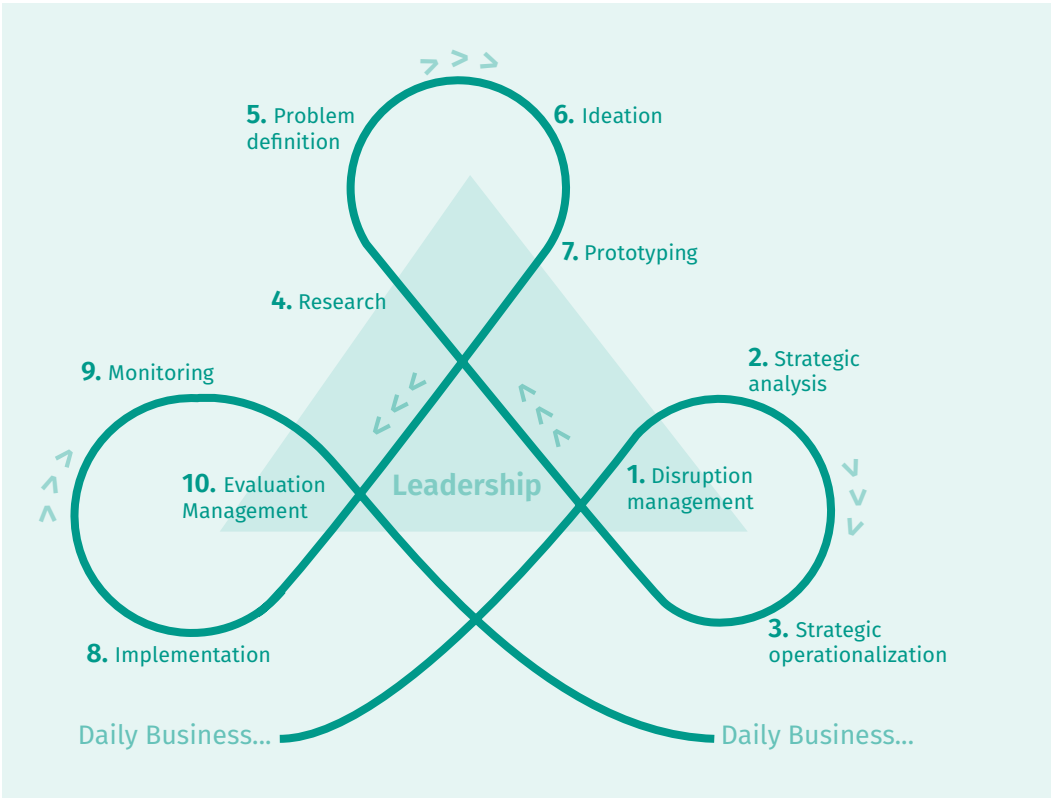 5. Problem
definition
6. Ideation
7. Prototyping
4. Research
9. Monitoring
2. Strategic
analysis
10. Evaluation
Management
Leadership
1. Disruption
management
3. Strategic
operationalization
8. Implementation
Daily Business...
Daily Business...